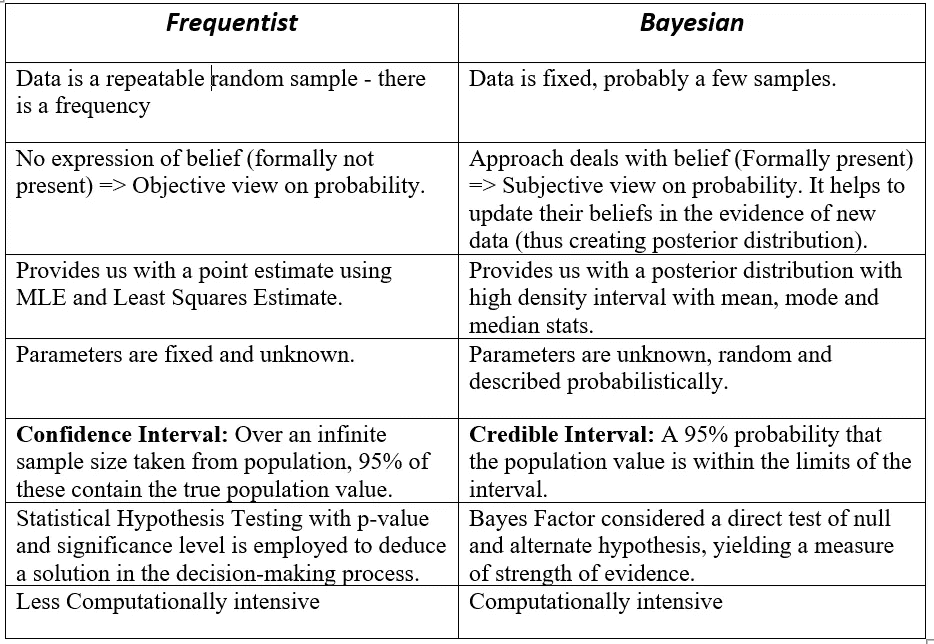 Frequentist
Bayesian
Data is a repeatable random sample - there
is a frequency
Data is fixed, probably a few samples.
No expression of belief (formally not
present) => Objective view on probability.
Approach deals with belief (Formally present)
=> Subjective view on probability. It helps to
update their beliefs in the evidence of new
data (thus creating posterior distribution).
Provides us with a point estimate using
MLE and Least Squares Estimate.
Provides us with a posterior distribution with
high density interval with mean, mode and
median stats.
Parameters are fixed and unknown.
Parameters are unknown, random and
described probabilistically.
Confidence Interval: Over an infinite
sample size taken from population, 95% of
these contain the true population value.
Credible Interval: A 95% probability that
the population value is within the limits of the
interval.
Statistical Hypothesis Testing with p-value
and significance level is employed to deduce
a solution in the decision-making process.
Bayes Factor considered a direct test of null
and alternate hypothesis, yielding a measure
of strength of evidence.
Less Computationally intensive
Computationally intensive